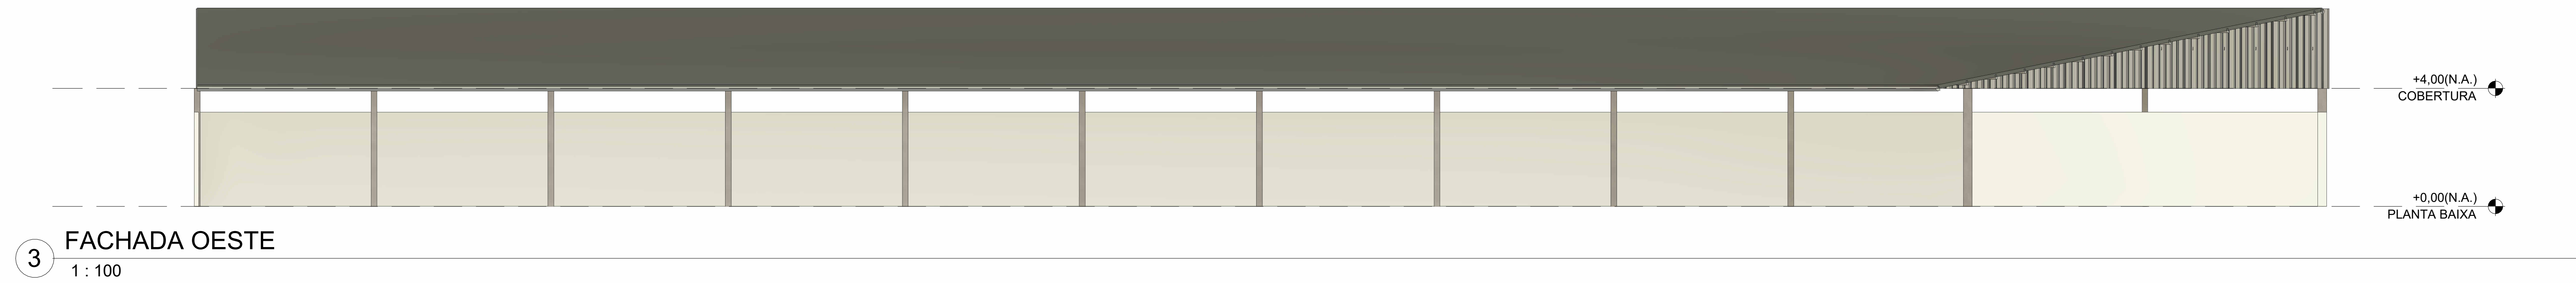 +4,00(N.A.)
COBERTURA
+0,00(N.A.)
PLANTA BAIXA
3
FACHADA OESTE
1 : 100